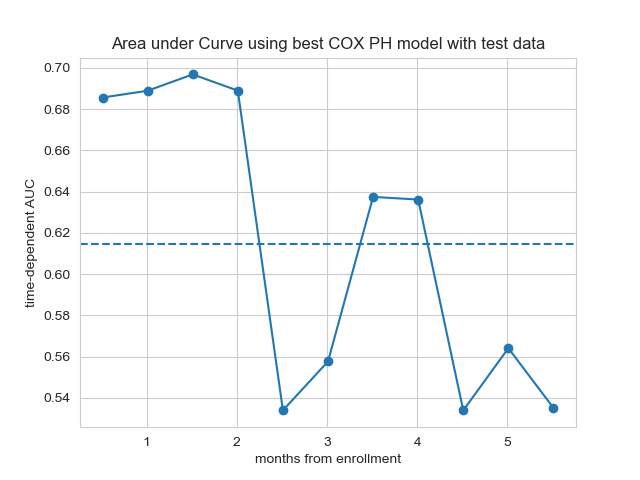 Area under Curve using best COX PH model with test data
time-dependent AUC
0.70
0.68
0.66
0.64
0.62
0.60
0.58
0.56
0.54
1 2 3 4 5
months from enrollment